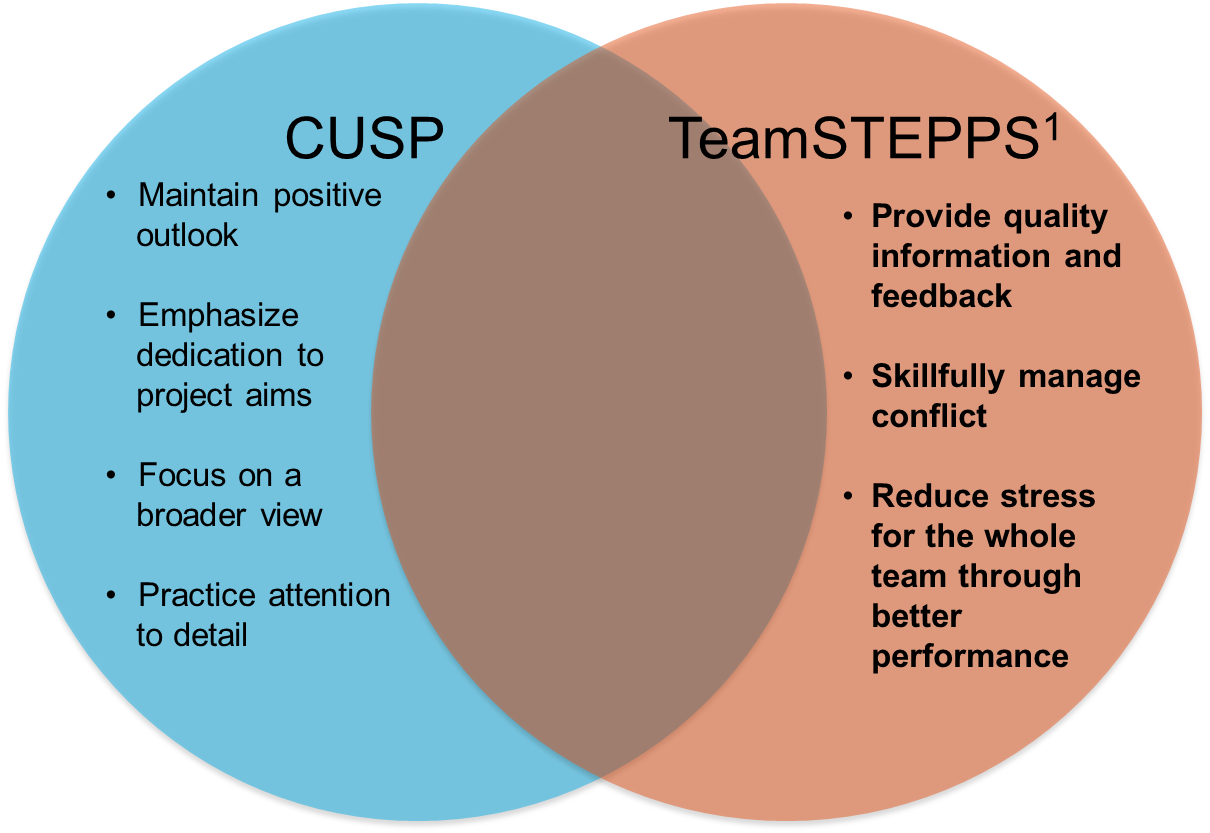 CUSP
• Maintain positive
outlook
• Emphasize
dedication to
project aims
• Focus on a
broader view
• Practice attention
to detail
TeamSTEPPS¹
• Provide quality
information and
feedback
• Skillfully manage
conflict
• Reduce stress
for the whole
team through
better
performance